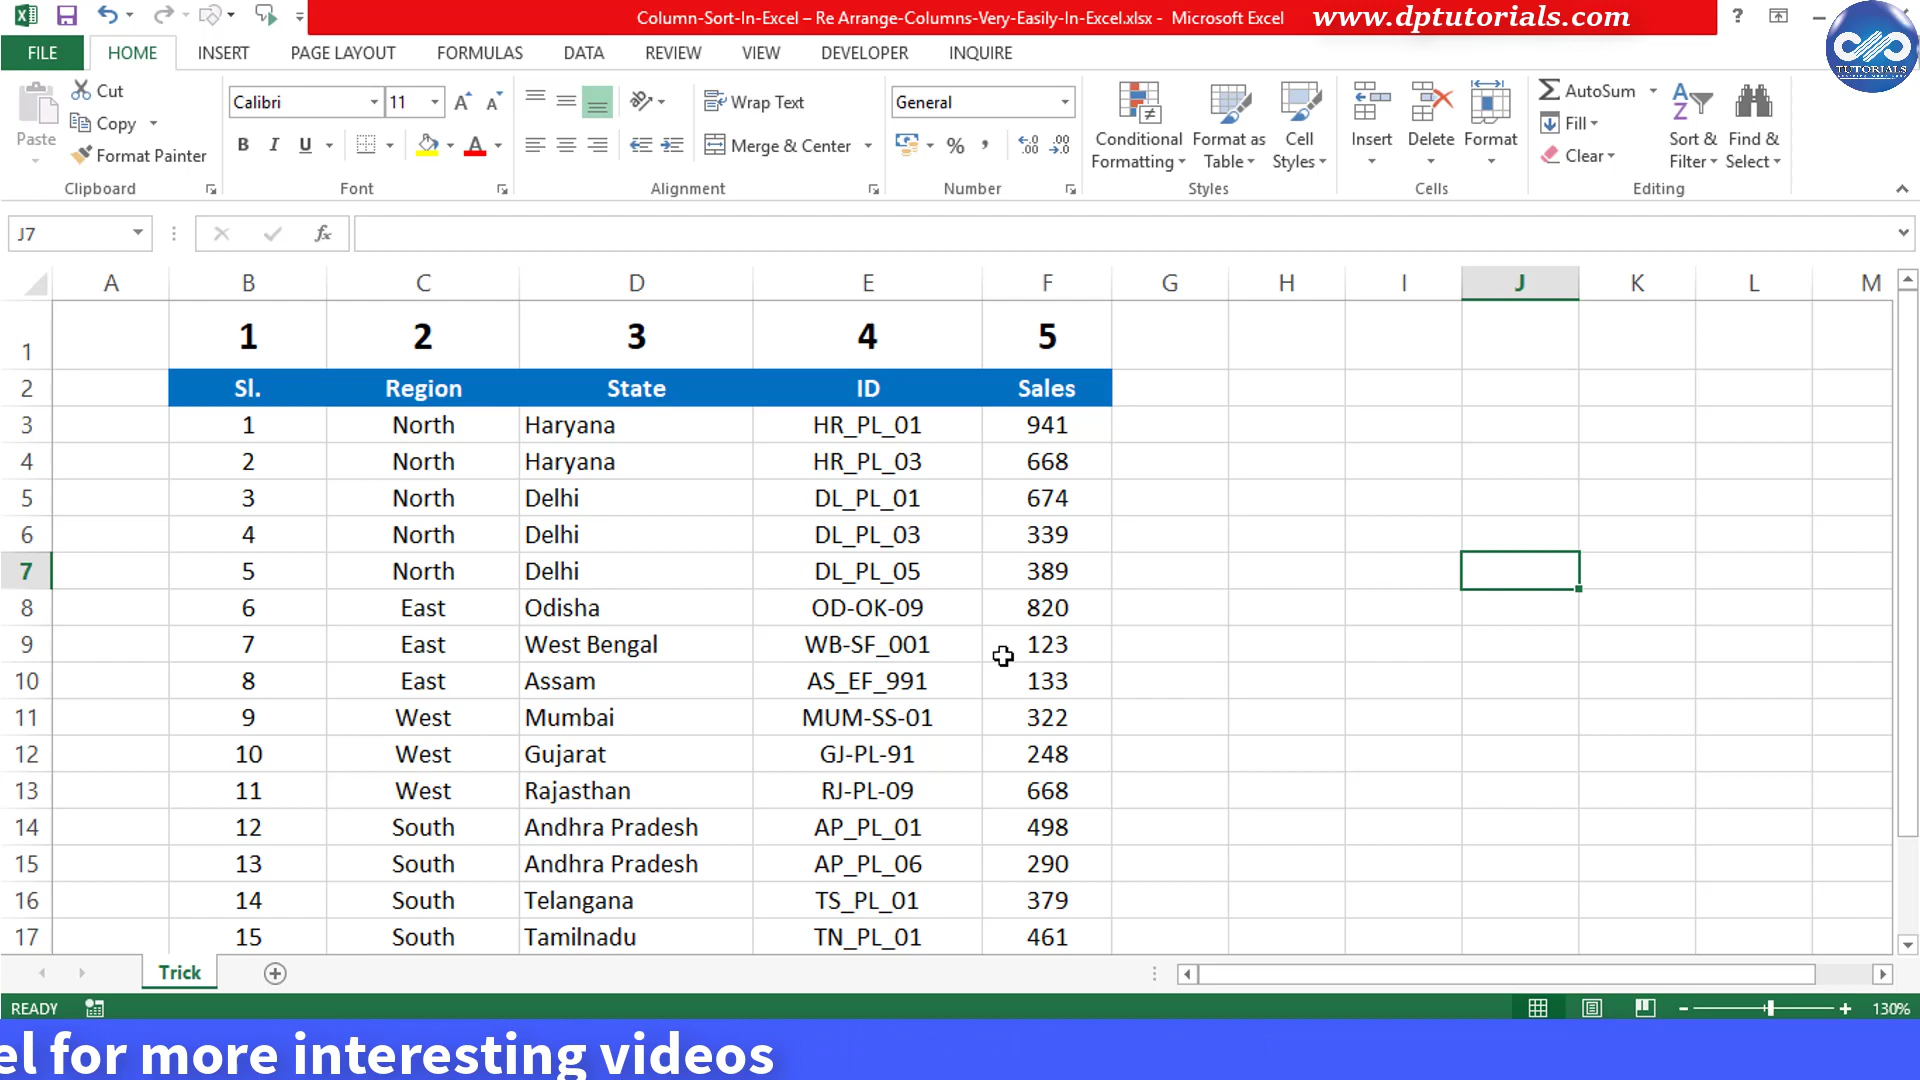 Column-Sort-In-Excel – Re Arrange-Columns-Very-Easily-In-Excel.xlsx - Microsoft Excel www.dptutorials.com ?
TUTORIALS
FILE HOME INSERT PAGE LAYOUT FORMULAS DATA REVIEW VIEW DEVELOPER INQUIRE
Paste
Cut
Copy
Format Painter
Clipboard
Calibri 11
B I U
Font
Wrap Text
Merge & Center
Alignment
General
%
Number
Conditional Formatting
Format as Table
Cell Styles
Styles
Insert Delete Format
Cells
AutoSum
Fill
Clear
Sort & Filter
Find & Select
Editing
J7 fx
A B C D E F G H I J K L M
1 1 2 3 4 5
2 Sl. Region State ID Sales
3 1 North Haryana HR_PL_01 941
4 2 North Haryana HR_PL_03 668
5 3 North Delhi DL_PL_01 674
6 4 North Delhi DL_PL_03 339
7 5 North Delhi DL_PL_05 389
8 6 East Odisha OD-OK-09 820
9 7 East West Bengal WB-SF_001 123
10 8 East Assam AS_EF_991 133
11 9 West Mumbai MUM-SS-01 322
12 10 West Gujarat GJ-PL-91 248
13 11 West Rajasthan RJ-PL-09 668
14 12 South Andhra Pradesh AP_PL_01 498
15 13 South Andhra Pradesh AP_PL_06 290
16 14 South Telangana TS_PL_01 379
17 15 South Tamilnadu TN_PL_01 461
Trick
READY 130%
el for more interesting videos